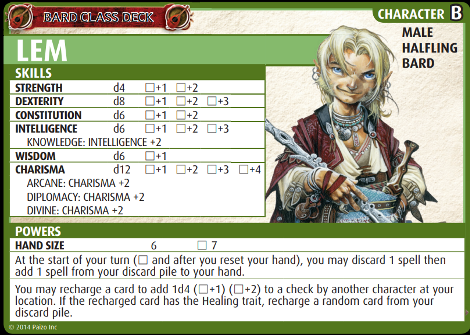 BARD CLASS DECK
CHARACTER B
LEM
MALE
HALFLING
BARD
SKILLS
STRENGTH d4 □+1 □+2
DEXTERITY d8 □+1 □+2 □+3
CONSTITUTION d6 □+1 □+2
INTELLIGENCE d6 □+1 □+2 □+3
KNOWLEDGE: INTELLIGENCE +2
WISDOM d6 □+1
CHARISMA d12 □+1 □+2 □+3 □+4
ARCANE: CHARISMA +2
DIPLOMACY: CHARISMA +2
DIVINE: CHARISMA +2
POWERS
HAND SIZE 6 □ 7
At the start of your turn (□ and after you reset your hand), you may discard 1 spell then
add 1 spell from your discard pile to your hand.
You may recharge a card to add 1d4 (□+1) (□+2) to a check by another character at your
location. If the recharged card has the Healing trait, recharge a random card from your
discard pile.
© 2014 Paizo Inc